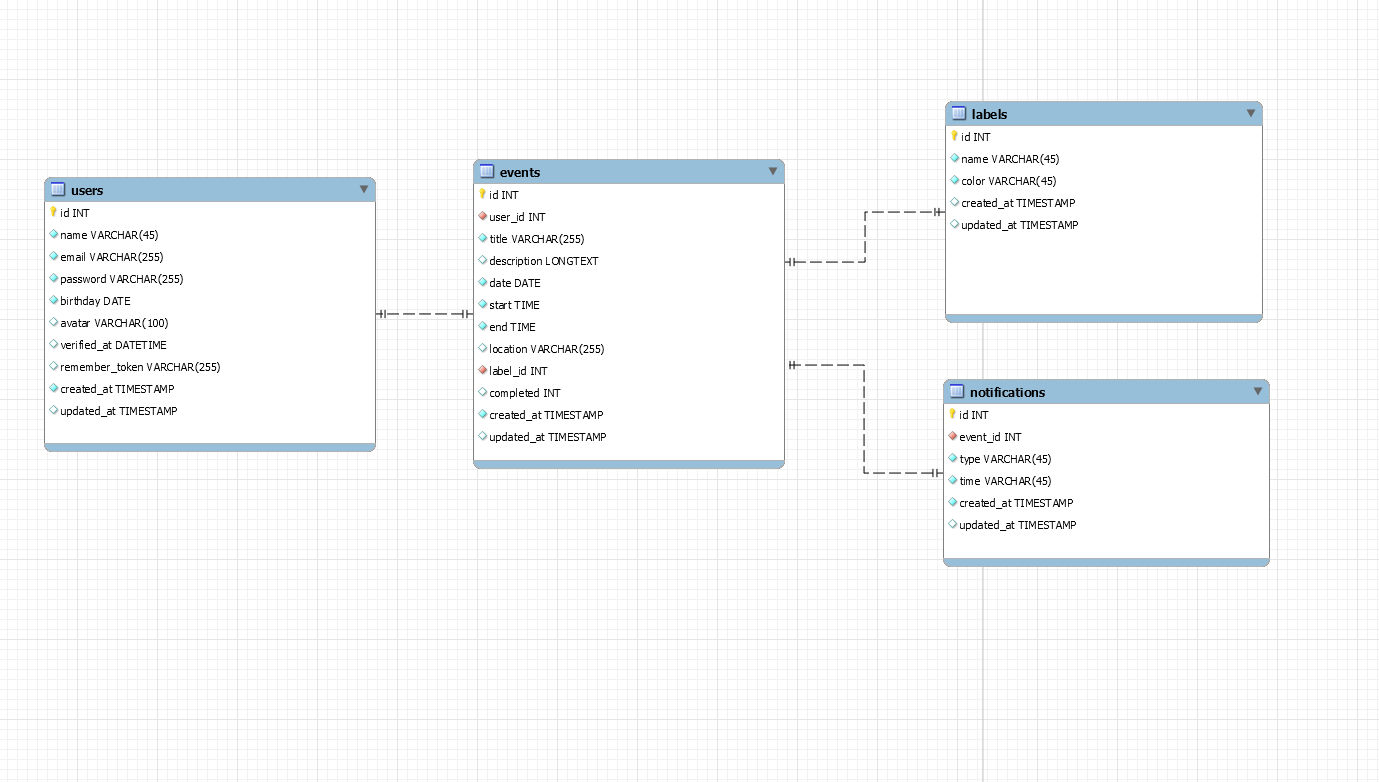 users
id INT
name VARCHAR(45)
email VARCHAR(255)
password VARCHAR(255)
birthday DATE
avatar VARCHAR(100)
verified_at DATETIME
remember_token VARCHAR(255)
created_at TIMESTAMP
updated_at TIMESTAMP
events
id INT
user_id INT
title VARCHAR(255)
description LONGTEXT
date DATE
start TIME
end TIME
location VARCHAR(255)
label_id INT
completed INT
created_at TIMESTAMP
updated_at TIMESTAMP
labels
id INT
name VARCHAR(45)
color VARCHAR(45)
created_at TIMESTAMP
updated_at TIMESTAMP
notifications
id INT
event_id INT
type VARCHAR(45)
time VARCHAR(45)
created_at TIMESTAMP
updated_at TIMESTAMP